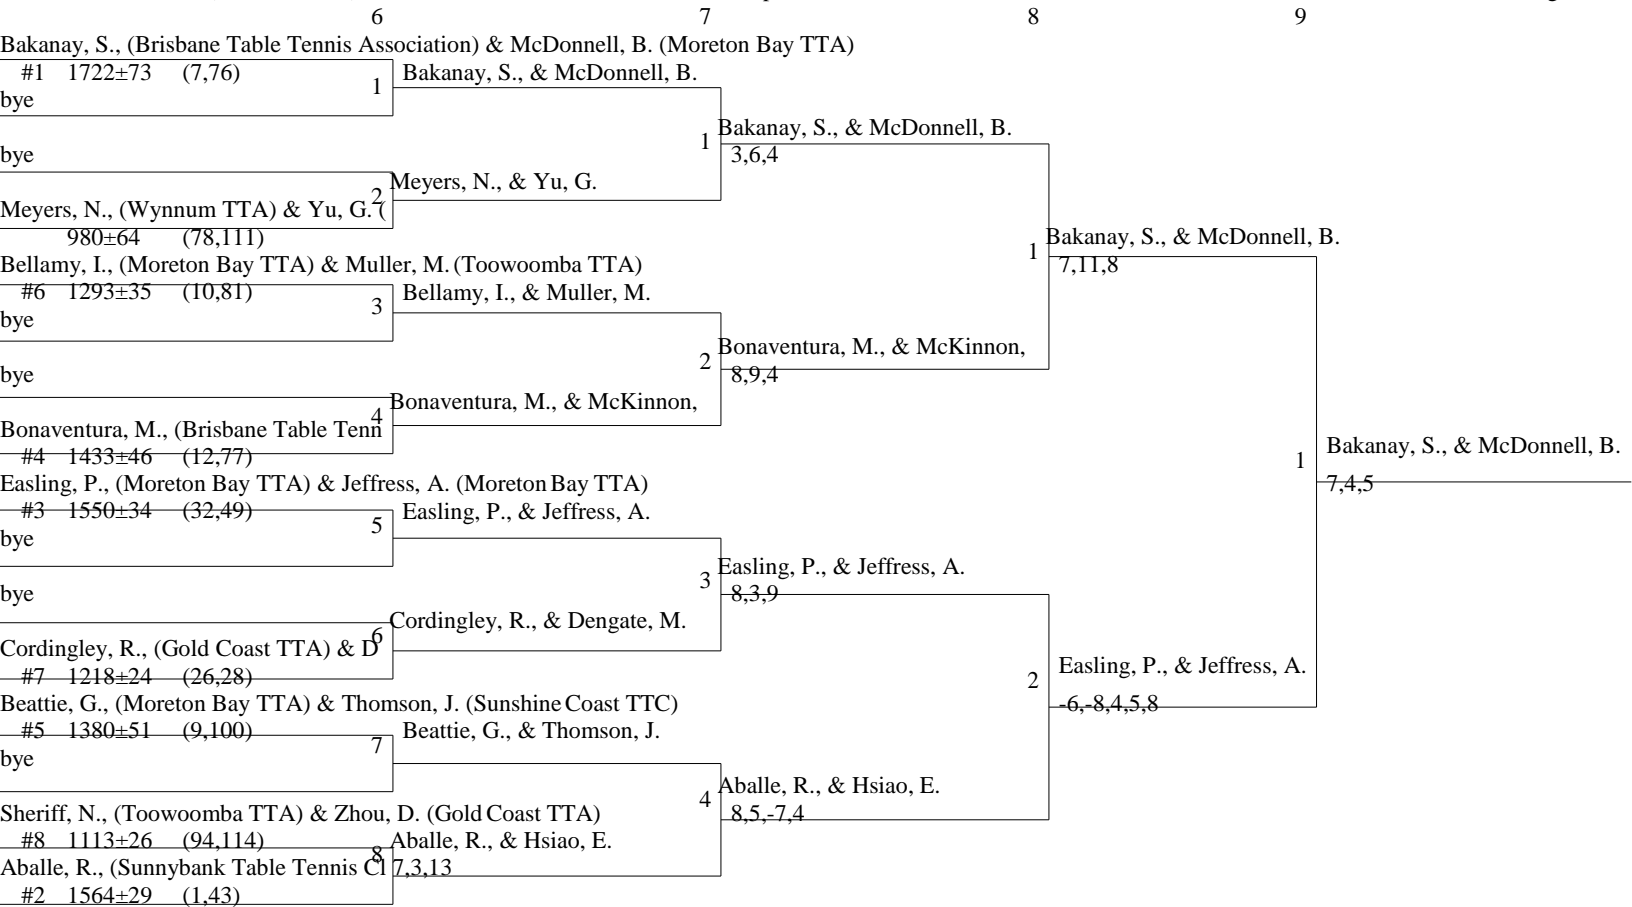 6 7 8 9
Bakanay, S., (Brisbane Table Tennis Association) & McDonnell, B. (Moreton Bay TTA)
#1 1722±73 (7,76) 1 Bakanay, S., & McDonnell, B.
bye
1 Bakanay, S., & McDonnell, B.
bye 3,6,4
2 Meyers, N., & Yu, G.
Meyers, N., (Wynnum TTA) & Yu, G. (
980±64 (78,111) 1 Bakanay, S., & McDonnell, B.
Bellamy, I., (Moreton Bay TTA) & Muller, M. (Toowoomba TTA) 7,11,8
#6 1293±35 (10,81) 3 Bellamy, I., & Muller, M.
bye
2 Bonaventura, M., & McKinnon,
bye 8,9,4
4 Bonaventura, M., & McKinnon,
Bonaventura, M., (Brisbane Table Tenn
#4 1433±46 (12,77) 1 Bakanay, S., & McDonnell, B.
Easling, P., (Moreton Bay TTA) & Jeffress, A. (Moreton Bay TTA) 7,4,5
#3 1550±34 (32,49) 5 Easling, P., & Jeffress, A.
bye
3 Easling, P., & Jeffress, A.
bye 8,3,9
6 Cordingley, R., & Dengate, M.
Cordingley, R., (Gold Coast TTA) & D
#7 1218±24 (26,28) 2 Easling, P., & Jeffress, A.
Beattie, G., (Moreton Bay TTA) & Thomson, J. (Sunshine Coast TTC) -6,-8,4,5,8
#5 1380±51 (9,100) 7 Beattie, G., & Thomson, J.
bye
4 Aballe, R., & Hsiao, E.
Sheriff, N., (Toowoomba TTA) & Zhou, D. (Gold Coast TTA) 8,5,-7,4
#8 1113±26 (94,114) 8 Aballe, R., & Hsiao, E.
Aballe, R., (Sunnybank Table Tennis Cl 7,3,13
#2 1564±29 (1,43)